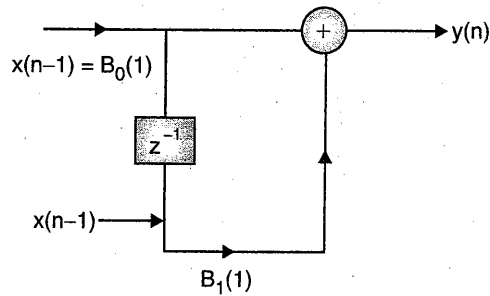 +
y(n)
x(n−1) = B₀(1)
z⁻¹
x(n−1)
B₁(1)